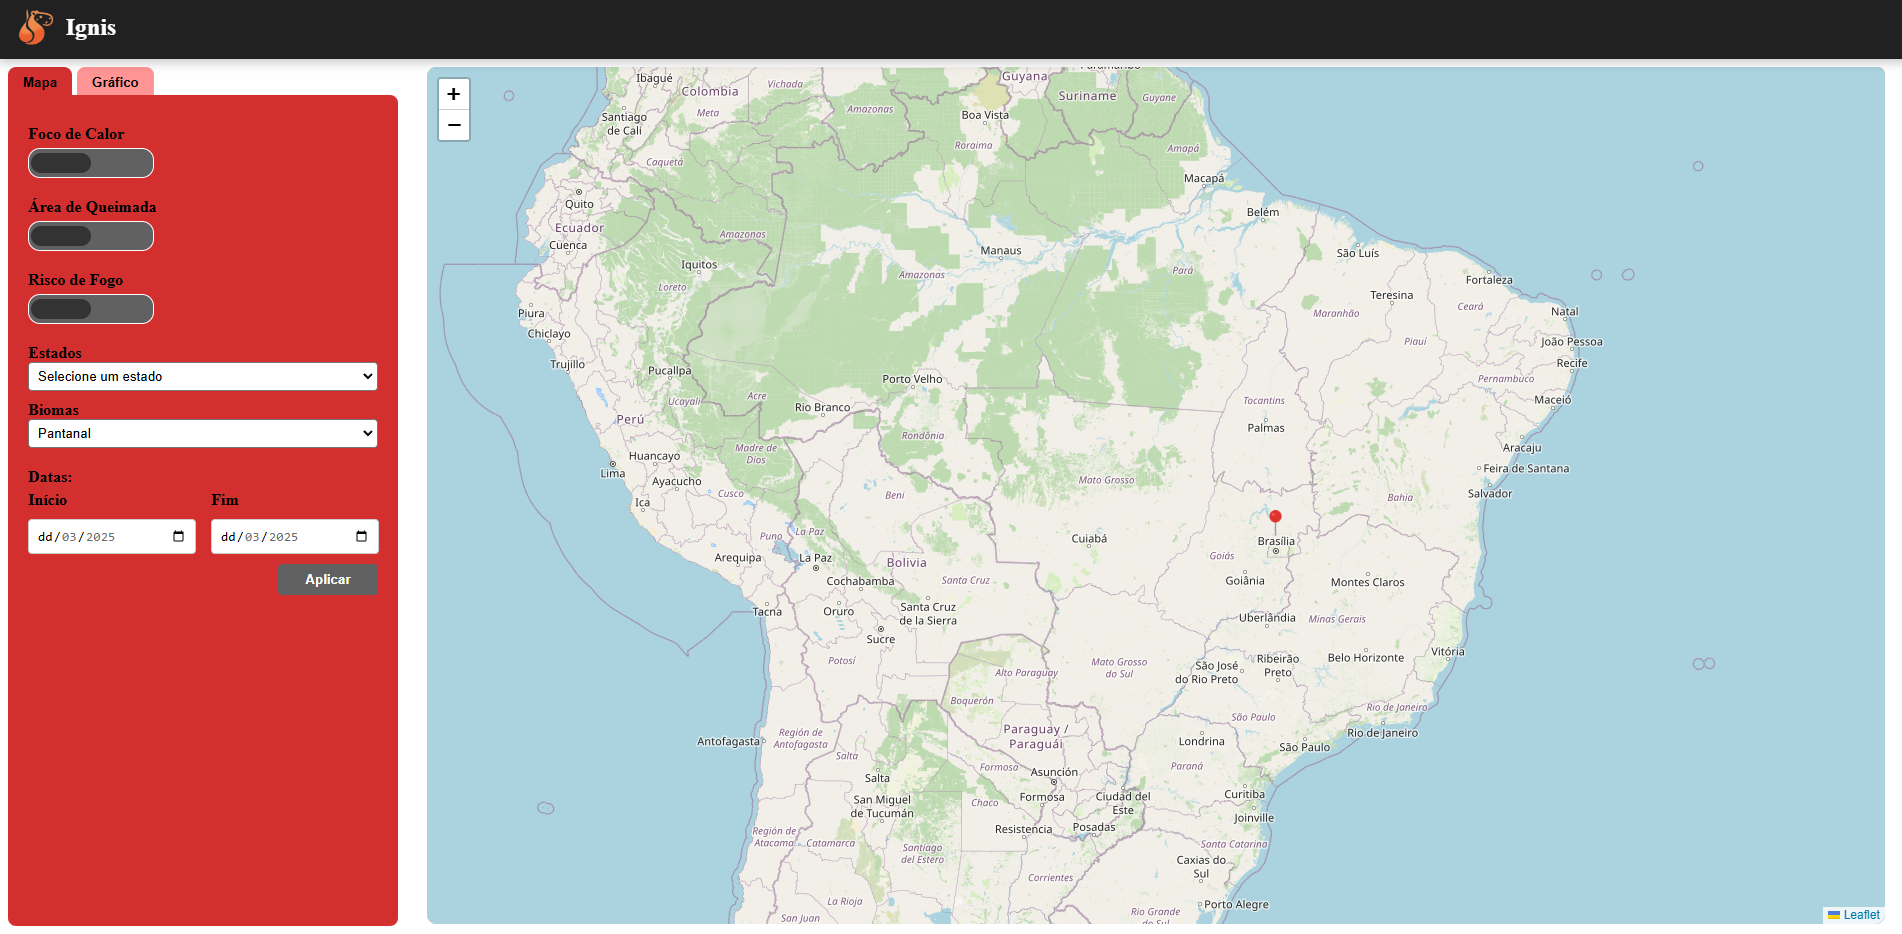 Ignis
Mapa
Gráfico
Foco de Calor
Área de Queimada
Risco de Fogo
Estados
Selecione um estado
Biomas
Pantanal
Datas:
Início
Fim
dd/03/2025
dd/03/2025
Aplicar
+
−
Ibagué
Colombia
Vichada
Meta
Santiago
de Cali
Caquetá
Amazonas
Guyana
Paramaribo
Suriname
Guyane
Boa Vista
Roraima
Amapá
Macapá
Quito
Ecuador
Cuenca
Amazonas
Belém
Iquitos
Loreto
Manaus
Amazonas
Pará
São Luís
Fortaleza
Teresina
Ceará
Maranhão
Natal
Piura
Chiclayo
Trujillo
Piauí
João Pessoa
Recife
Pucallpa
Porto Velho
Pernambuco
Ucayali
Acre
Rio Branco
Tocantins
Maceió
Perú
Palmas
Rondônia
Madre de
Dios
Aracaju
Huancayo
Lima
Ayacucho
Feira de Santana
Mato Grosso
Cusco
Beni
Salvador
Bahia
Ica
Puno
La Paz
Brasília
Cuiabá
Arequipa
La Paz
Bolivia
Goiás
Cochabamba
Santa Cruz
Goiânia
Montes Claros
Tacna
Oruro
Santa Cruz
de la Sierra
Uberlândia
Minas Gerais
Sucre
Potosí
Mato Grosso
do Sul
São José
do Rio Preto
Ribeirão
Preto
Belo Horizonte
Vitória
Alto Paraguay
Boquerón
Rio de Janeiro
São Paulo
Antofagasta
Región de
Antofagasta
Paraguay /
Paraguái
Londrina
São Paulo
Rio de Janeiro
Salta
Salta
Formosa
Asunción
Paraná
San Miguel
de Tucumán
Chaco
Formosa
Ciudad del
Este
Curitiba
Joinville
Resistencia
Posadas
Región de
Atacama
Catamarca
Santiago
del Estero
Santa Catarina
Caxias do
Sul
Corrientes
La Rioja
Porto Alegre
San Juan
Rio Grande
do Sul
Leaflet